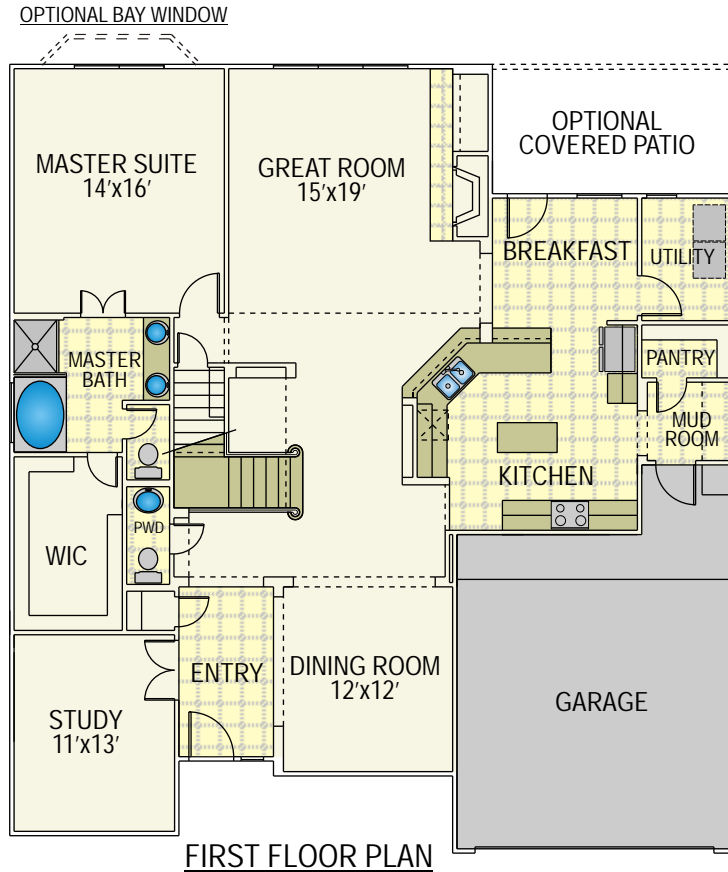 OPTIONAL BAY WINDOW
OPTIONAL
COVERED PATIO
MASTER SUITE
14'x16'
GREAT ROOM
15'x19'
BREAKFAST
UTILITY
MASTER
BATH
PANTRY
MUD
ROOM
KITCHEN
PWD
WIC
ENTRY
DINING ROOM
12'x12'
STUDY
11'x13'
GARAGE
FIRST FLOOR PLAN